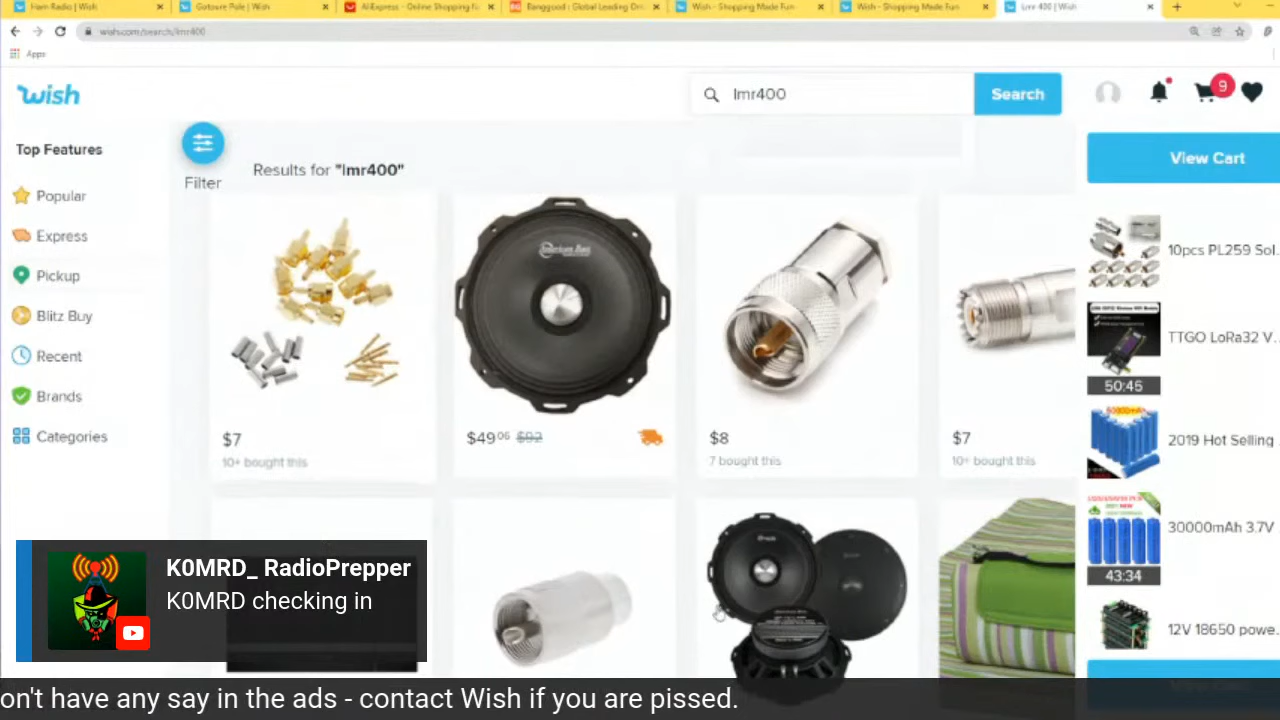 Ham Radio | Wish
Gotoure Pole | Wish
AliExpress - Online Shopping f
Banggood: Global Leading On
Wish - Shopping Made Fun
Wish - Shopping Made Fun
Lmr 400 | Wish
wish.com/search/lmr400
Apps
wish
lmr400
Search
9
Top Features
Popular
Express
Pickup
Blitz Buy
Recent
Brands
Categories
Filter
Results for "lmr400"
$7
10+ bought this
$49.06 $92
$8
7 bought this
$7
10+ bought this
View Cart
10pcs PL259 Sol..
TTGO LoRa32 V..
50:45
2019 Hot Selling
30000mAh 3.7V
43:34
12V 18650 powe..
K0MRD_ RadioPrepper
K0MRD checking in
on't have any say in the ads - contact Wish if you are pissed.